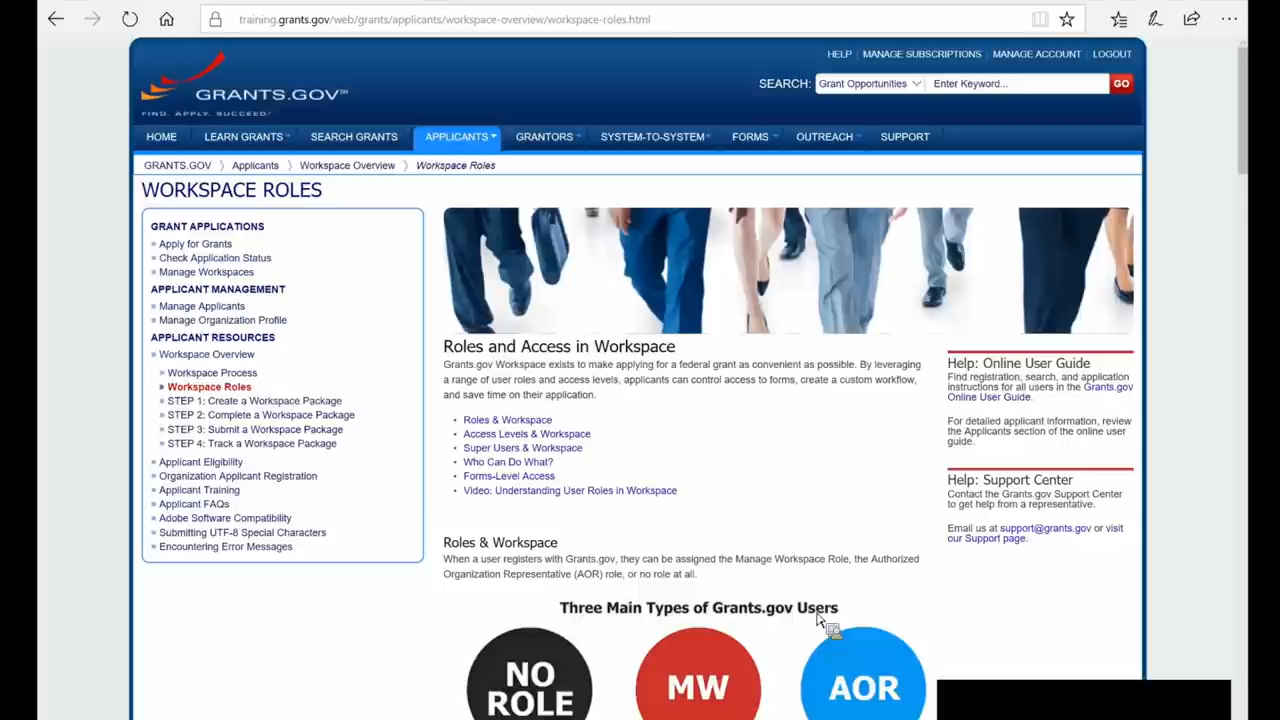 training.grants.gov/web/grants/applicants/workspace-overview/workspace-roles.html
HELP | MANAGE SUBSCRIPTIONS | MANAGE ACCOUNT | LOGOUT
GRANTS.GOV℠
FIND. APPLY. SUCCEED.℠
SEARCH: Grant Opportunities Enter Keyword... GO
HOME LEARN GRANTS SEARCH GRANTS APPLICANTS GRANTORS SYSTEM-TO-SYSTEM FORMS OUTREACH SUPPORT
GRANTS.GOV 〉 Applicants 〉 Workspace Overview 〉 Workspace Roles
WORKSPACE ROLES
GRANT APPLICATIONS
» Apply for Grants
» Check Application Status
» Manage Workspaces
APPLICANT MANAGEMENT
» Manage Applicants
» Manage Organization Profile
APPLICANT RESOURCES
» Workspace Overview
» Workspace Process
» Workspace Roles
» STEP 1: Create a Workspace Package
» STEP 2: Complete a Workspace Package
» STEP 3: Submit a Workspace Package
» STEP 4: Track a Workspace Package
» Applicant Eligibility
» Organization Applicant Registration
» Applicant Training
» Applicant FAQs
» Adobe Software Compatibility
» Submitting UTF-8 Special Characters
» Encountering Error Messages
Roles and Access in Workspace
Grants.gov Workspace exists to make applying for a federal grant as convenient as possible. By leveraging
a range of user roles and access levels, applicants can control access to forms, create a custom workflow,
and save time on their application.
• Roles & Workspace
• Access Levels & Workspace
• Super Users & Workspace
• Who Can Do What?
• Forms-Level Access
• Video: Understanding User Roles in Workspace
Roles & Workspace
When a user registers with Grants.gov, they can be assigned the Manage Workspace Role, the Authorized
Organization Representative (AOR) role, or no role at all.
Three Main Types of Grants.gov Users
NO
ROLE
MW
AOR
Help: Online User Guide
Find registration, search, and application
instructions for all users in the Grants.gov
Online User Guide.
For detailed applicant information, review
the Applicants section of the online user
guide.
Help: Support Center
Contact the Grants.gov Support Center
to get help from a representative.
Email us at support@grants.gov or visit
our Support page.